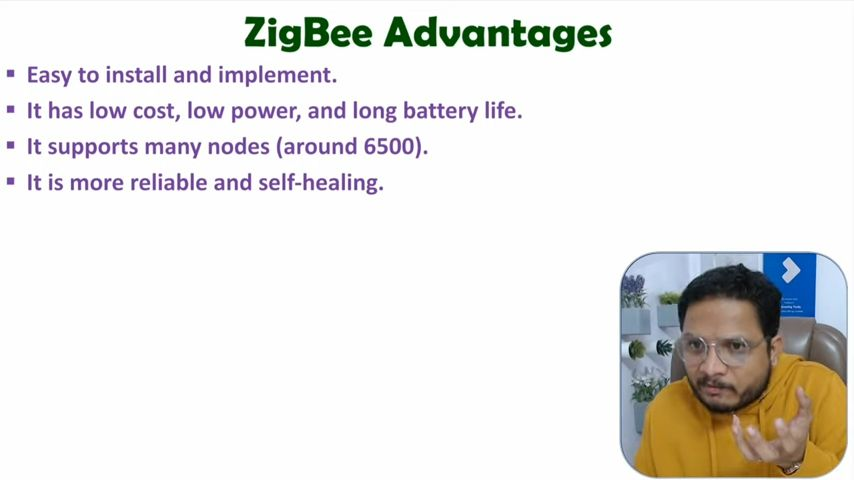 ZigBee Advantages
▪ Easy to install and implement.
▪ It has low cost, low power, and long battery life.
▪ It supports many nodes (around 6500).
▪ It is more reliable and self-healing.